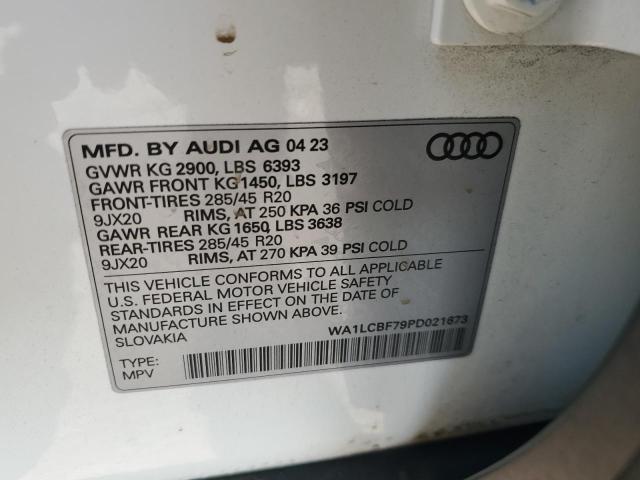 MFD. BY AUDI AG 04 23
GVWR KG 2900, LBS 6393
GAWR FRONT KG 1450, LBS 3197
FRONT-TIRES 285/45 R20
9JX20 RIMS, AT 250 KPA 36 PSI COLD
GAWR REAR KG 1650, LBS 3638
REAR-TIRES 285/45 R20
9JX20 RIMS, AT 270 KPA 39 PSI COLD
THIS VEHICLE CONFORMS TO ALL APPLICABLE
U.S. FEDERAL MOTOR VEHICLE SAFETY
STANDARDS IN EFFECT ON THE DATE OF
MANUFACTURE SHOWN ABOVE.
SLOVAKIA
WA1LCBF79PD021673
TYPE:
MPV